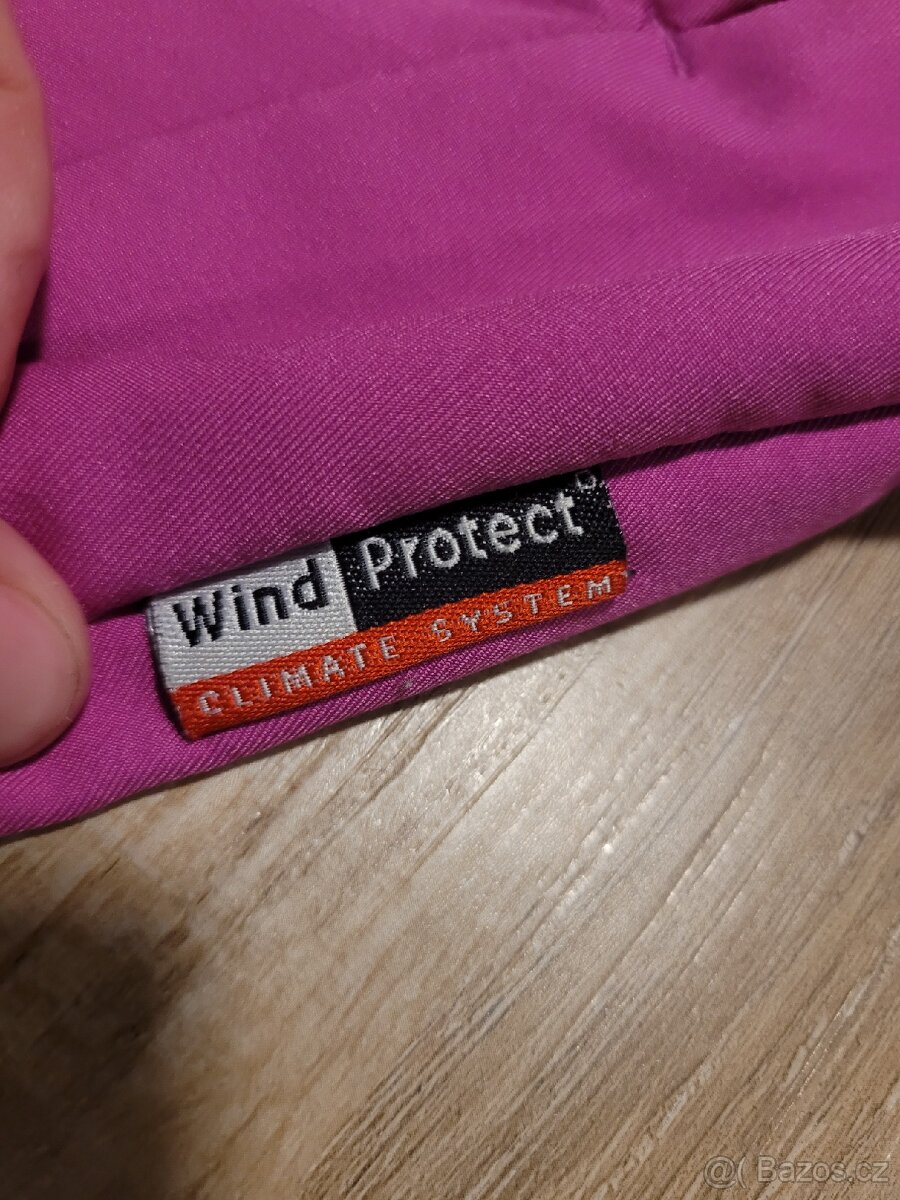 Wind Protect®
CLIMATE SYSTEM
@( Bazos.cz